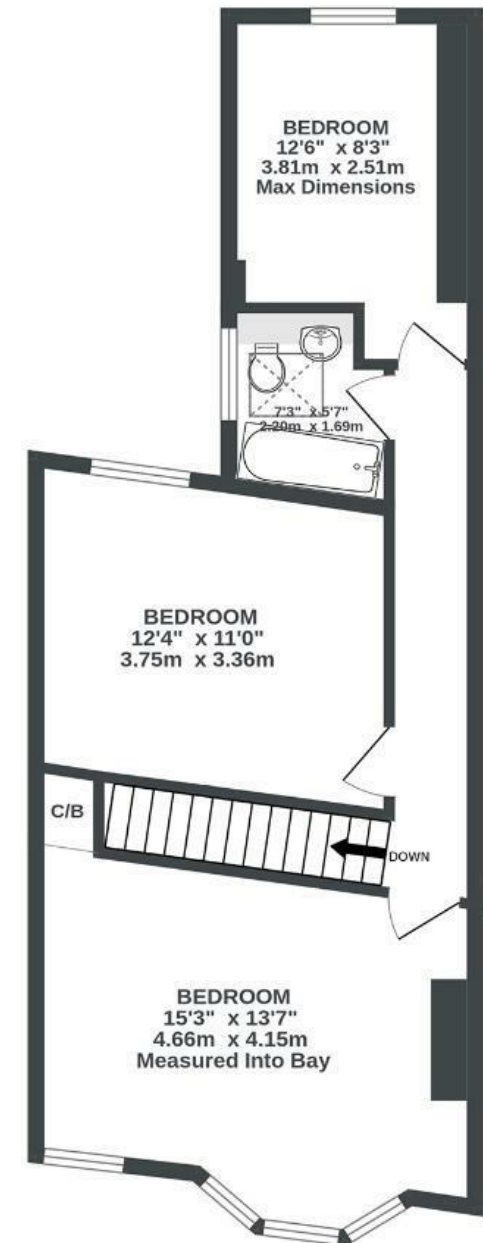 BEDROOM
12'6" x 8'3"
3.81m x 2.51m
Max Dimensions
7'3" x 5'7"
2.20m x 1.69m
BEDROOM
12'4" x 11'0"
3.75m x 3.36m
C/B
DOWN
BEDROOM
15'3" x 13'7"
4.66m x 4.15m
Measured Into Bay